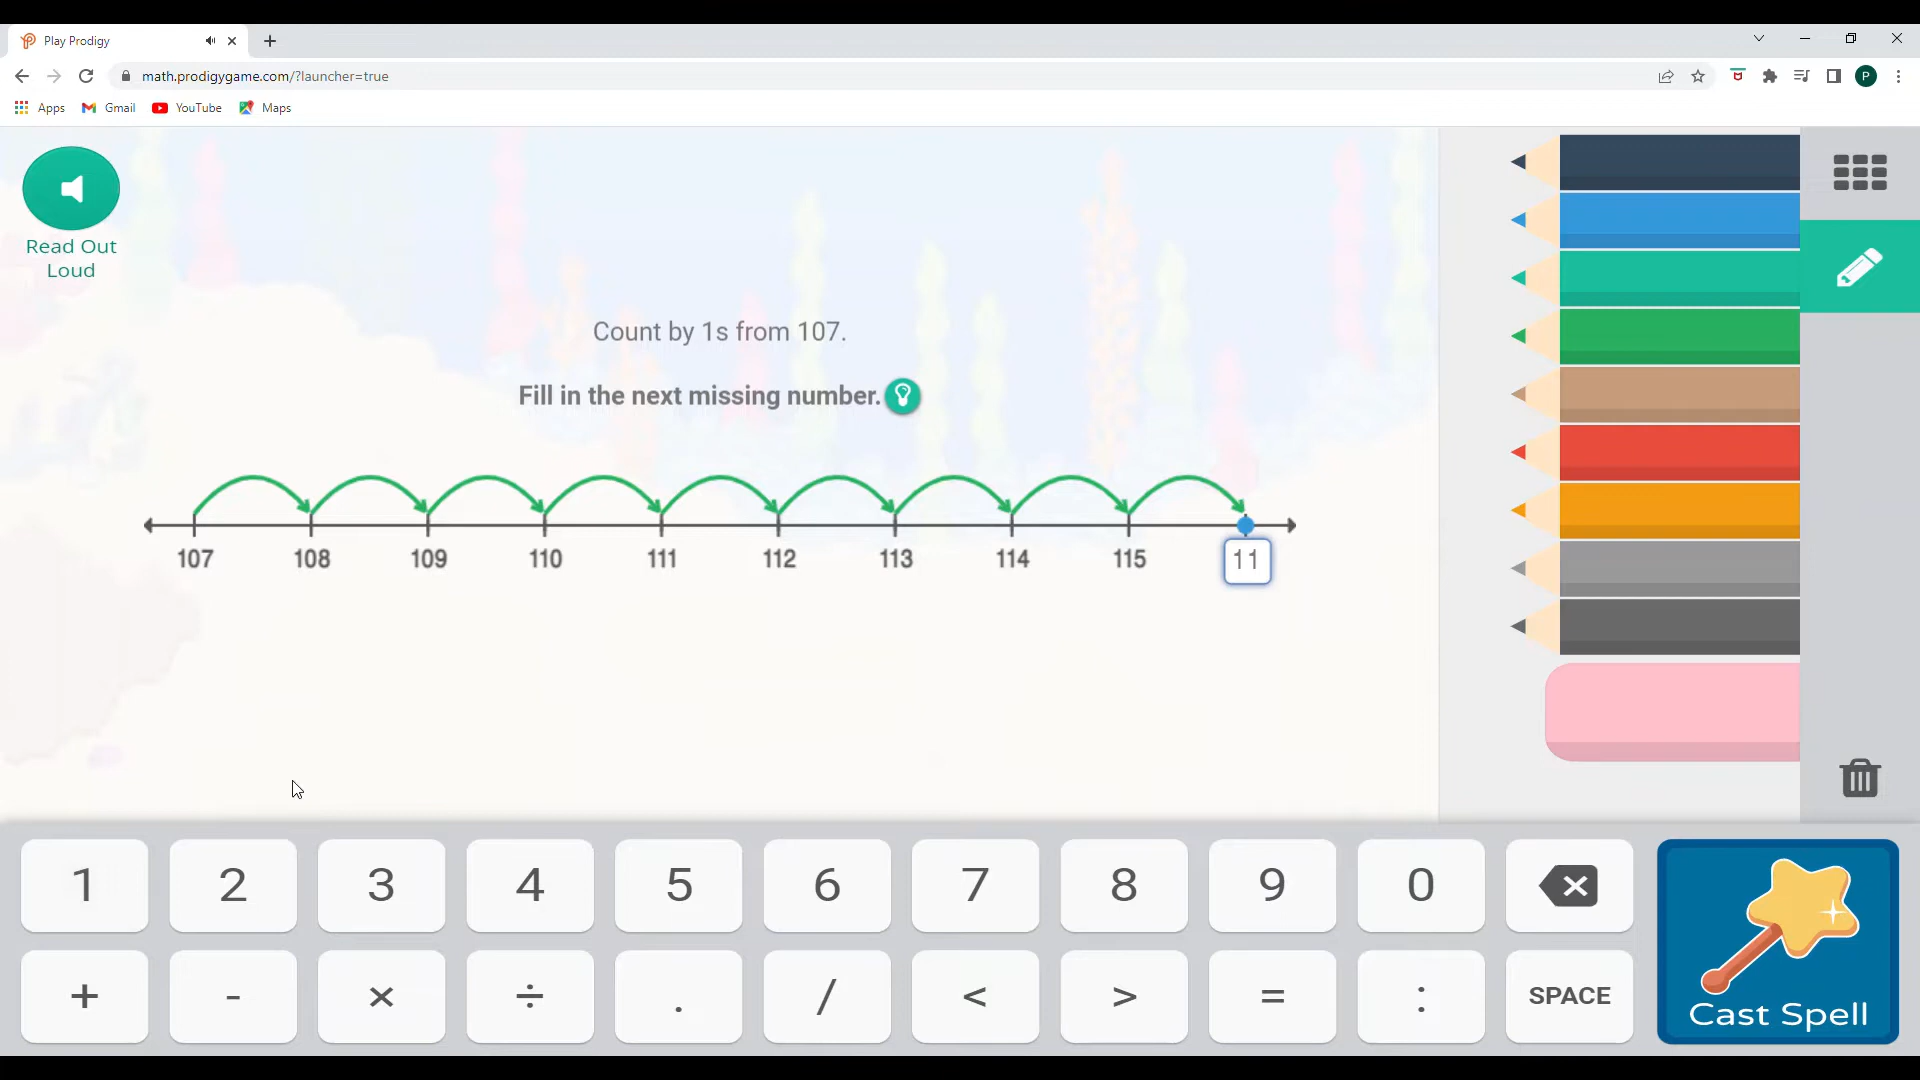 Play Prodigy
math.prodigygame.com/?launcher=true
P
Apps Gmail YouTube Maps
Read Out
Loud
Count by 1s from 107.
Fill in the next missing number.
107 108 109 110 111 112 113 114 115 11
1 2 3 4 5 6 7 8 9 0
+ - × ÷ . / < > = : SPACE
Cast Spell